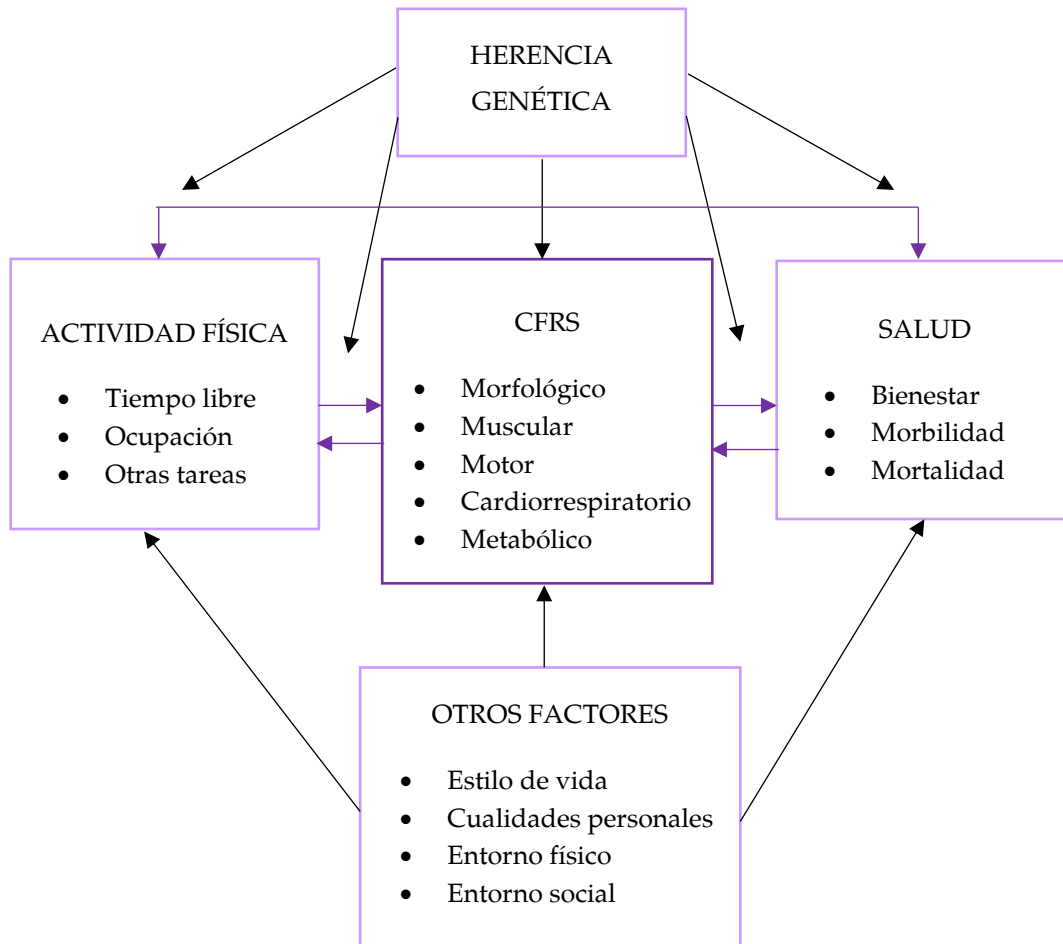 HERENCIA
GENÉTICA
ACTIVIDAD FÍSICA
• Tiempo libre
• Ocupación
• Otras tareas
CFRS
• Morfológico
• Muscular
• Motor
• Cardiorrespiratorio
• Metabólico
SALUD
• Bienestar
• Morbilidad
• Mortalidad
OTROS FACTORES
• Estilo de vida
• Cualidades personales
• Entorno físico
• Entorno social